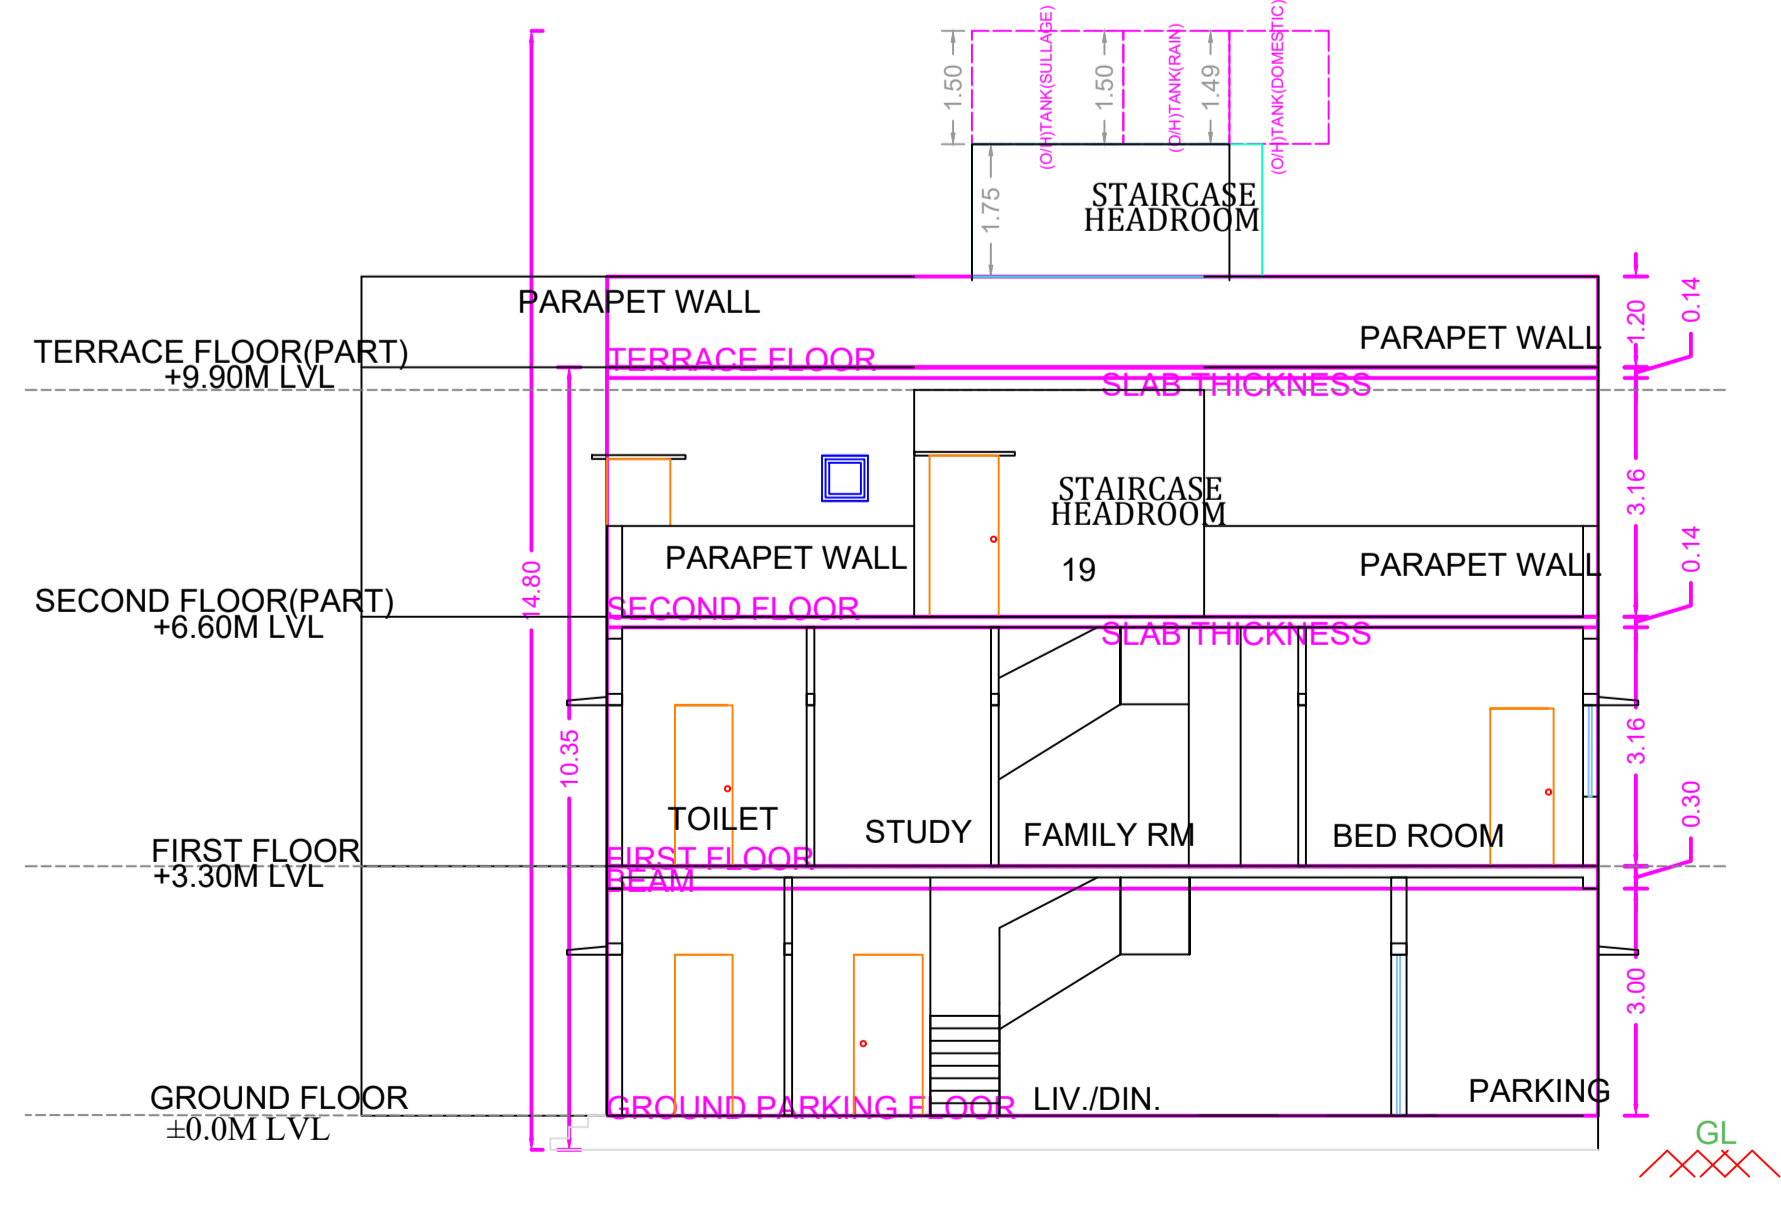 (O/H)TANK(SULLAGE)
(O/H)TANK(RAIN)
(O/H)TANK(DOMESTIC)
1.50
1.50
1.49
1.75
STAIRCASE
HEADROOM
PARAPET WALL
PARAPET WALL
1.20
0.14
TERRACE FLOOR(PART)
+9.90M LVL
TERRACE FLOOR
SLAB THICKNESS
3.16
STAIRCASE
HEADROOM
19
PARAPET WALL
PARAPET WALL
0.14
14.80
SECOND FLOOR(PART)
+6.60M LVL
SECOND FLOOR
SLAB THICKNESS
10.35
3.16
TOILET
STUDY
FAMILY RM
BED ROOM
0.30
FIRST FLOOR
+3.30M LVL
FIRST FLOOR
BEAM
3.00
GROUND FLOOR
±0.0M LVL
GROUND PARKING FLOOR
LIV./DIN.
PARKING
GL